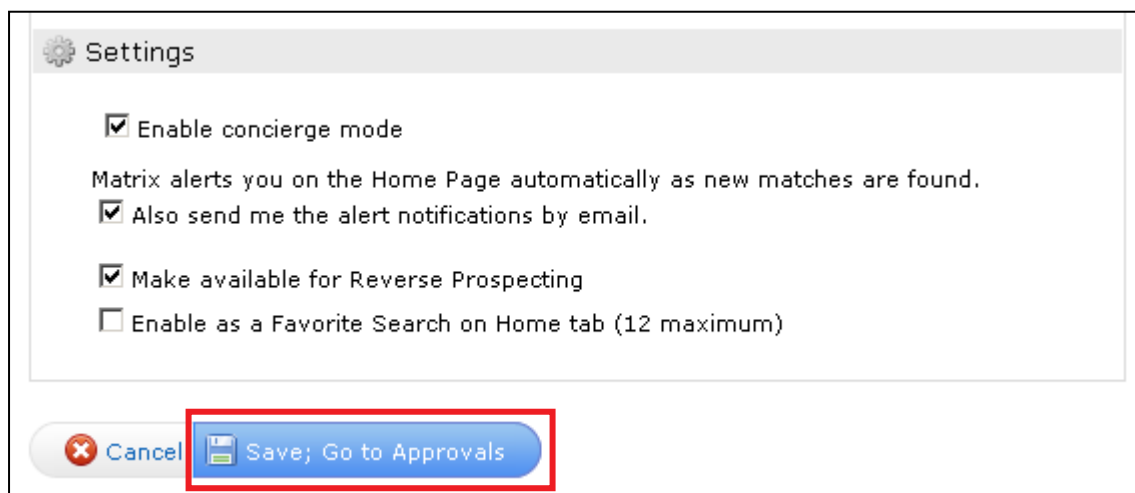 Settings
Enable concierge mode
Matrix alerts you on the Home Page automatically as new matches are found.
Also send me the alert notifications by email.
Make available for Reverse Prospecting
Enable as a Favorite Search on Home tab (12 maximum)
Cancel Save; Go to Approvals